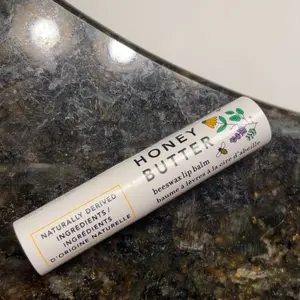 HONEY
BUTTER
beeswax lip balm
baume à lèvres à la cire d'abeille
NATURALLY DERIVED
INGREDIENTS/
INGRÉDIENTS
D'ORIGINE NATURELLE